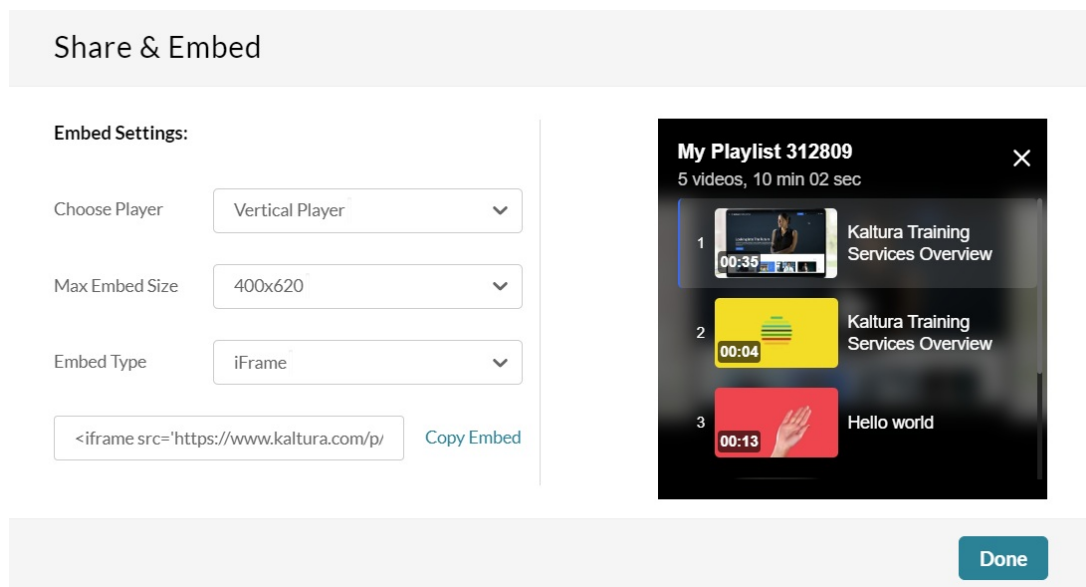 Share & Embed
Embed Settings:
Choose Player
Vertical Player
Max Embed Size
400x620
Embed Type
iFrame
<iframe src='https://www.kaltura.com/p/
Copy Embed
My Playlist 312809
5 videos, 10 min 02 sec
1
00:35
Kaltura Training
Services Overview
2
00:04
Kaltura Training
Services Overview
3
00:13
Hello world
Done